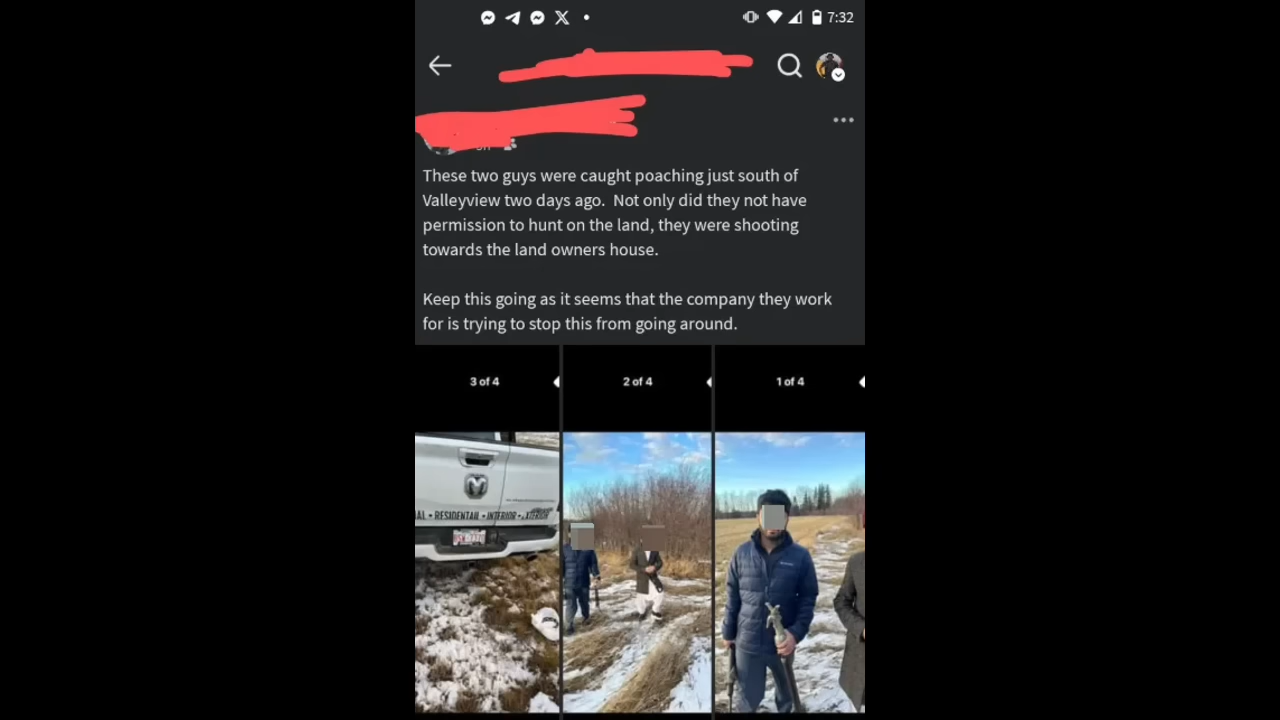 7:32
These two guys were caught poaching just south of
Valleyview two days ago. Not only did they not have
permission to hunt on the land, they were shooting
towards the land owners house.
Keep this going as it seems that the company they work
for is trying to stop this from going around.
3 of 4
2 of 4
1 of 4
AL • RESIDENTAIL • INTERIOR •